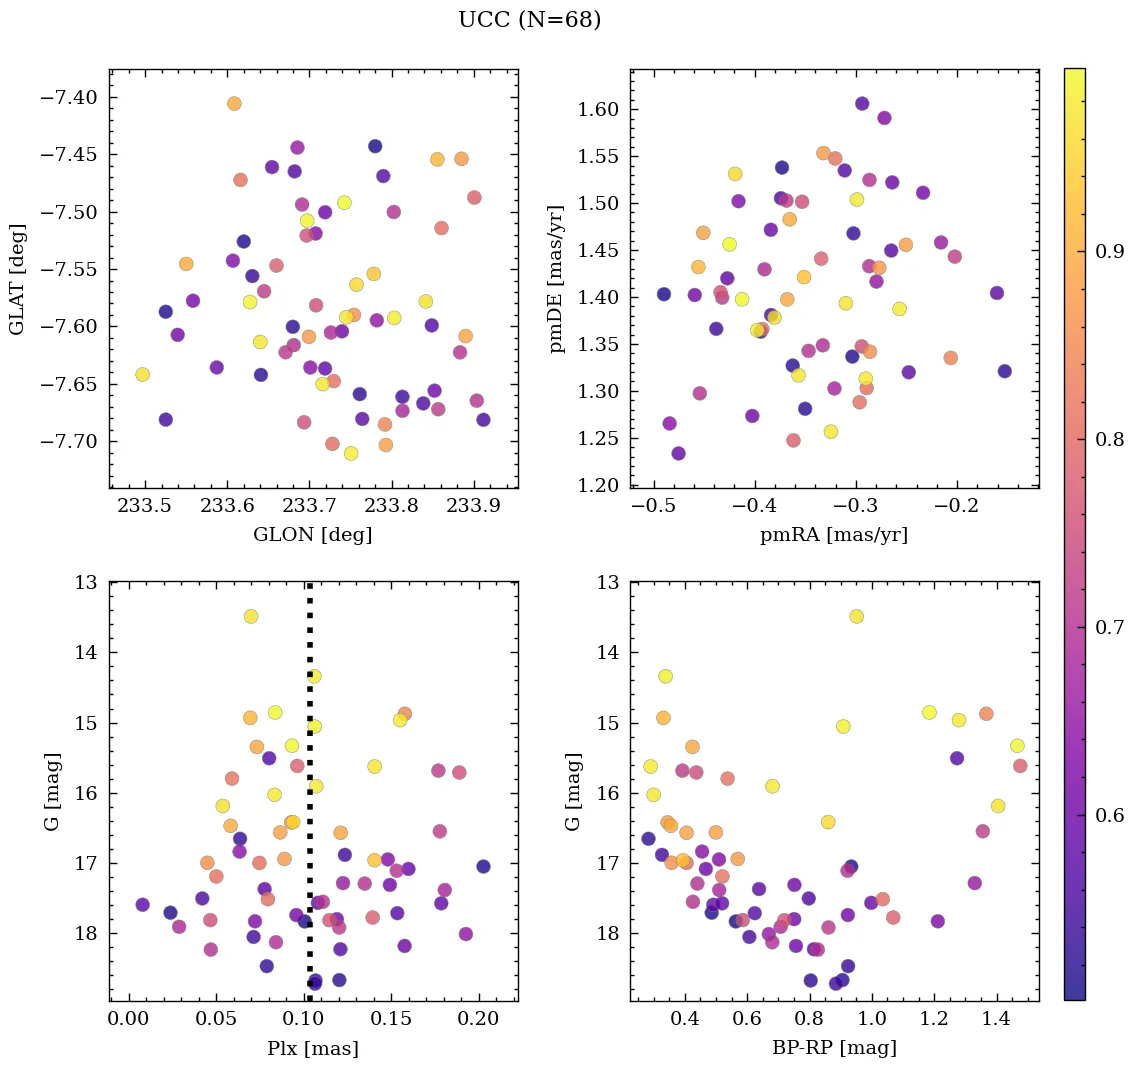 UCC (N=68)
−7.40
−7.45
−7.50
−7.55
−7.60
−7.65
−7.70
GLAT [deg]
233.5 233.6 233.7 233.8 233.9
GLON [deg]
1.60
1.55
1.50
1.45
1.40
1.35
1.30
1.25
1.20
pmDE [mas/yr]
−0.5 −0.4 −0.3 −0.2
pmRA [mas/yr]
13
14
15
16
17
18
G [mag]
0.00 0.05 0.10 0.15 0.20
Plx [mas]
13
14
15
16
17
18
G [mag]
0.4 0.6 0.8 1.0 1.2 1.4
BP-RP [mag]
0.9
0.8
0.7
0.6